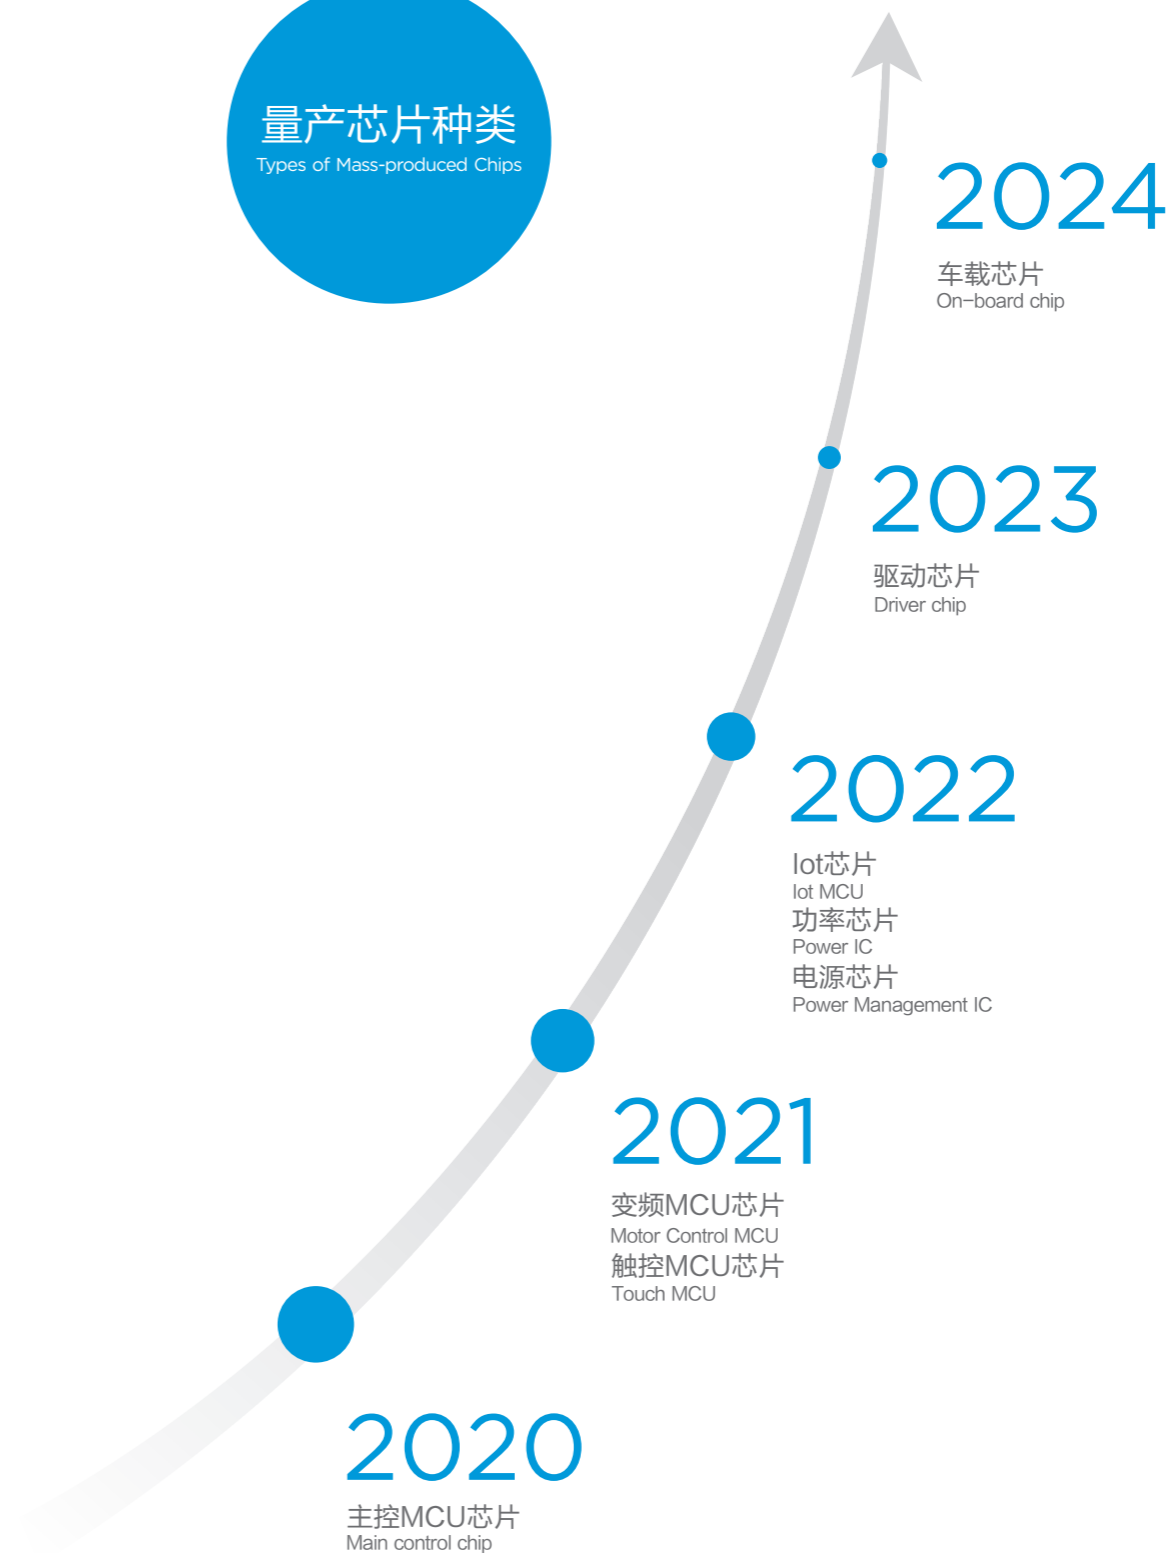 量产芯片种类
Types of Mass-produced Chips
2024
车载芯片
On-board chip
2023
驱动芯片
Driver chip
2022
Iot芯片
Iot MCU
功率芯片
Power IC
电源芯片
Power Management IC
2021
变频MCU芯片
Motor Control MCU
触控MCU芯片
Touch MCU
2020
主控MCU芯片
Main control chip